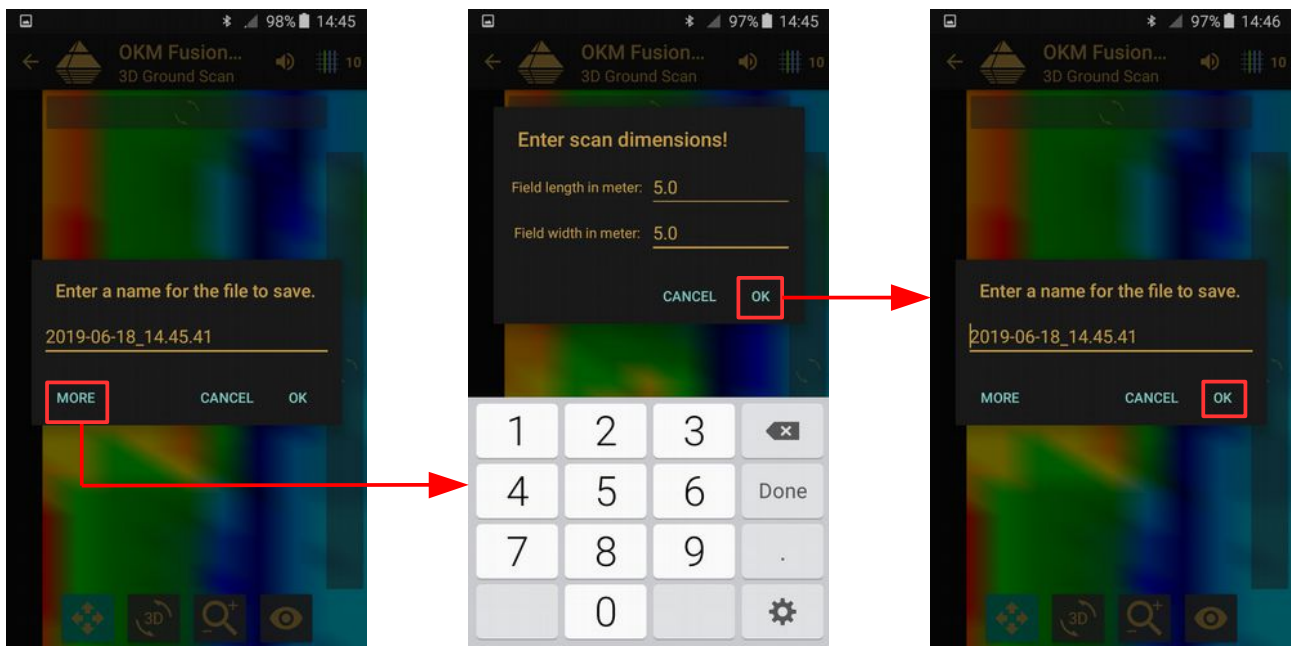 98% 14:45
OKM Fusion...
3D Ground Scan
10
Enter a name for the file to save.
2019-06-18_14.45.41
MORE CANCEL OK
3D
97% 14:45
OKM Fusion...
3D Ground Scan
10
Enter scan dimensions!
Field length in meter: 5.0
Field width in meter: 5.0
CANCEL OK
1 2 3
4 5 6 Done
7 8 9 .
0
97% 14:46
OKM Fusion...
3D Ground Scan
10
Enter a name for the file to save.
2019-06-18_14.45.41
MORE CANCEL OK
3D